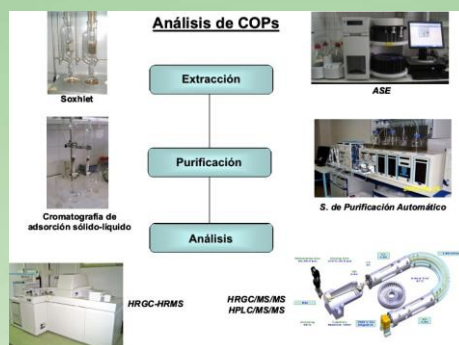 Análisis de COPs
Extracción
Soxhlet
ASE
Purificación
Cromatografía de
adsorción sólido-líquido
S. de Purificación Automático
Análisis
HRGC-HRMS
HRGC/MS/MS
HPLC/MS/MS